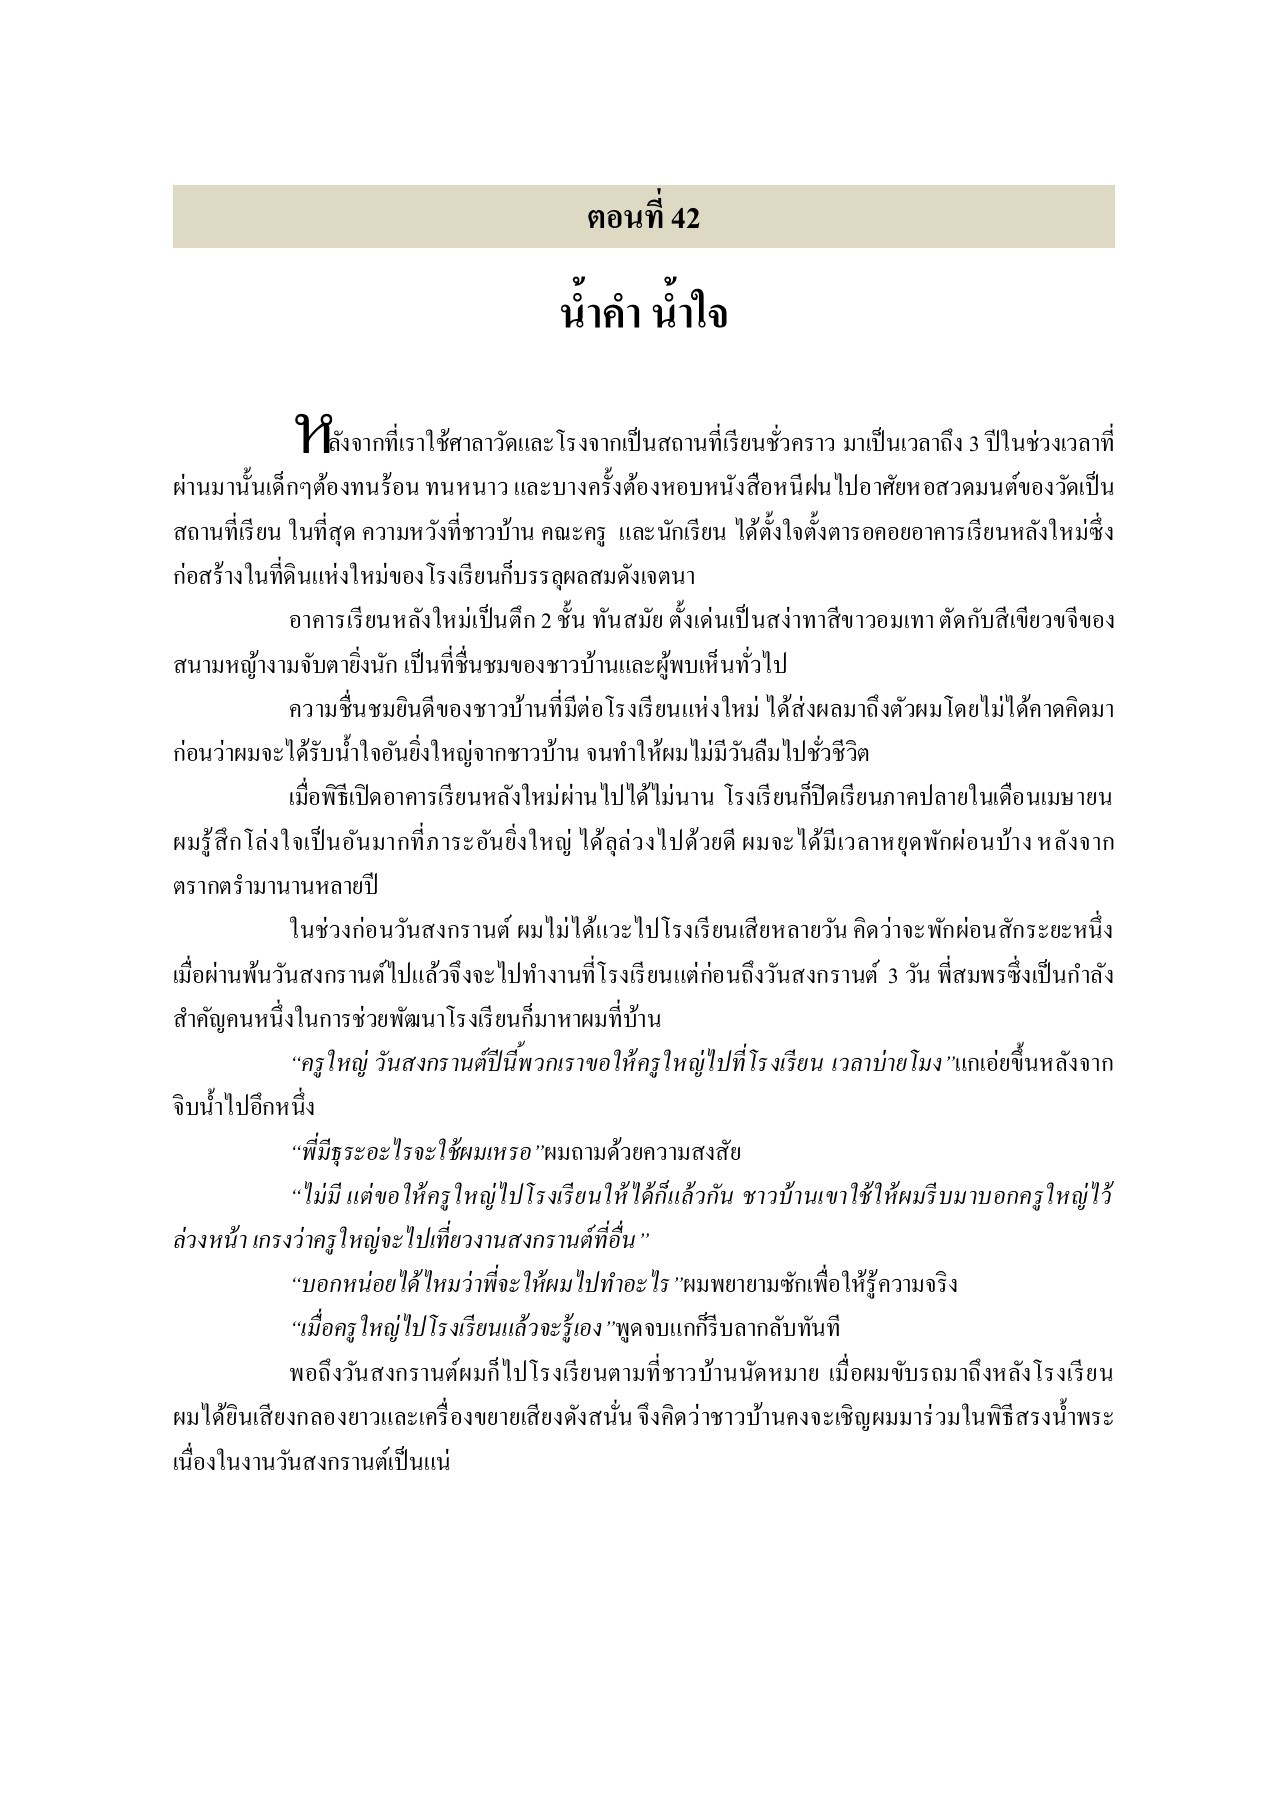 ตอนที่ 42
น้ำคำ น้ำใจ
หลังจากที่เราใช้ศาลาวัดและโรงจากเป็นสถานที่เรียนชั่วคราว มาเป็นเวลาถึง 3 ปีในช่วงเวลาที่
ผ่านมานั้นเด็กๆต้องทนร้อน ทนหนาว และบางครั้งต้องหอบหนังสือหนีฝนไปอาศัยหอสวดมนต์ของวัดเป็น
สถานที่เรียน ในที่สุด ความหวังที่ชาวบ้าน คณะครู และนักเรียน ได้ตั้งใจตั้งตารอคอยอาคารเรียนหลังใหม่ซึ่ง
ก่อสร้างในที่ดินแห่งใหม่ของโรงเรียนก็บรรลุผลสมดังเจตนา
อาคารเรียนหลังใหม่เป็นตึก 2 ชั้น ทันสมัย ตั้งเด่นเป็นสง่าทาสีขาวอมเทา ตัดกับสีเขียวขจีของ
สนามหญ้างามจับตายิ่งนัก เป็นที่ชื่นชมของชาวบ้านและผู้พบเห็นทั่วไป
ความชื่นชมยินดีของชาวบ้านที่มีต่อโรงเรียนแห่งใหม่ ได้ส่งผลมาถึงตัวผมโดยไม่ได้คาดคิดมา
ก่อนว่าผมจะได้รับน้ำใจอันยิ่งใหญ่จากชาวบ้าน จนทำให้ผมไม่มีวันลืมไปชั่วชีวิต
เมื่อพิธีเปิดอาคารเรียนหลังใหม่ผ่านไปได้ไม่นาน โรงเรียนก็ปิดเรียนภาคปลายในเดือนเมษายน
ผมรู้สึกโล่งใจเป็นอันมากที่ภาระอันยิ่งใหญ่ ได้ลุล่วงไปด้วยดี ผมจะได้มีเวลาหยุดพักผ่อนบ้าง หลังจาก
ตรากตรำมานานหลายปี
ในช่วงก่อนวันสงกรานต์ ผมไม่ได้แวะไปโรงเรียนเสียหลายวัน คิดว่าจะพักผ่อนสักระยะหนึ่ง
เมื่อผ่านพ้นวันสงกรานต์ไปแล้วจึงจะไปทำงานที่โรงเรียนแต่ก่อนถึงวันสงกรานต์ 3 วัน พี่สมพรซึ่งเป็นกำลัง
สำคัญคนหนึ่งในการช่วยพัฒนาโรงเรียนก็มาหาผมที่บ้าน
“ครูใหญ่ วันสงกรานต์ปีนี้พวกเราขอให้ครูใหญ่ไปที่โรงเรียน เวลาบ่ายโมง”แกเอ่ยขึ้นหลังจาก
จิบน้ำไปอึกหนึ่ง
“พี่มีธุระอะไรจะใช้ผมเหรอ”ผมถามด้วยความสงสัย
“ไม่มี แต่ขอให้ครูใหญ่ไปโรงเรียนให้ได้ก็แล้วกัน ชาวบ้านเขาใช้ให้ผมรีบมาบอกครูใหญ่ไว้
ล่วงหน้า เกรงว่าครูใหญ่จะไปเที่ยวงานสงกรานต์ที่อื่น”
“บอกหน่อยได้ไหมว่าพี่จะให้ผมไปทำอะไร”ผมพยายามซักเพื่อให้รู้ความจริง
“เมื่อครูใหญ่ไปโรงเรียนแล้วจะรู้เอง”พูดจบแกก็รีบลากลับทันที
พอถึงวันสงกรานต์ผมก็ไปโรงเรียนตามที่ชาวบ้านนัดหมาย เมื่อผมขับรถมาถึงหลังโรงเรียน
ผมได้ยินเสียงกลองยาวและเครื่องขยายเสียงดังสนั่น จึงคิดว่าชาวบ้านคงจะเชิญผมมาร่วมในพิธีสรงน้ำพระ
เนื่องในงานวันสงกรานต์เป็นแน่